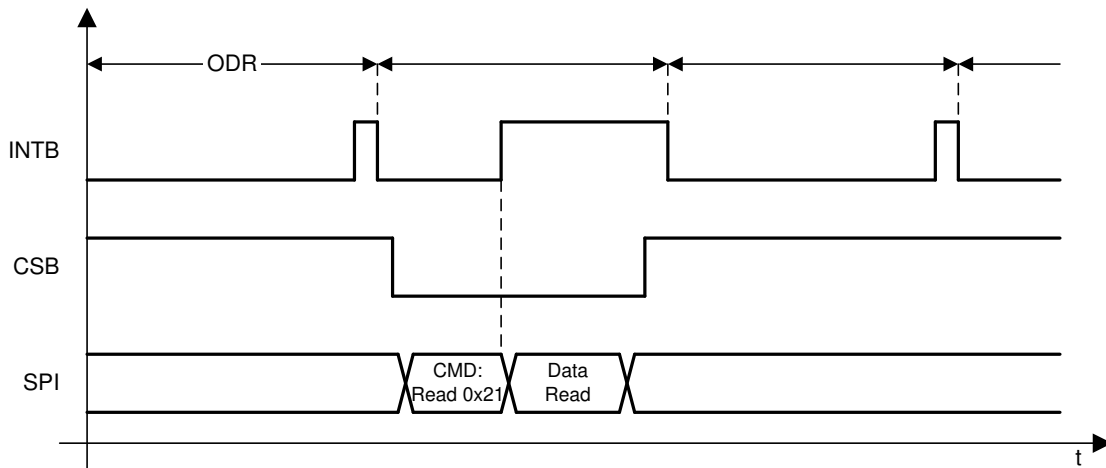 ODR
INTB
CSB
SPI
CMD:
Read 0x21
Data
Read
t